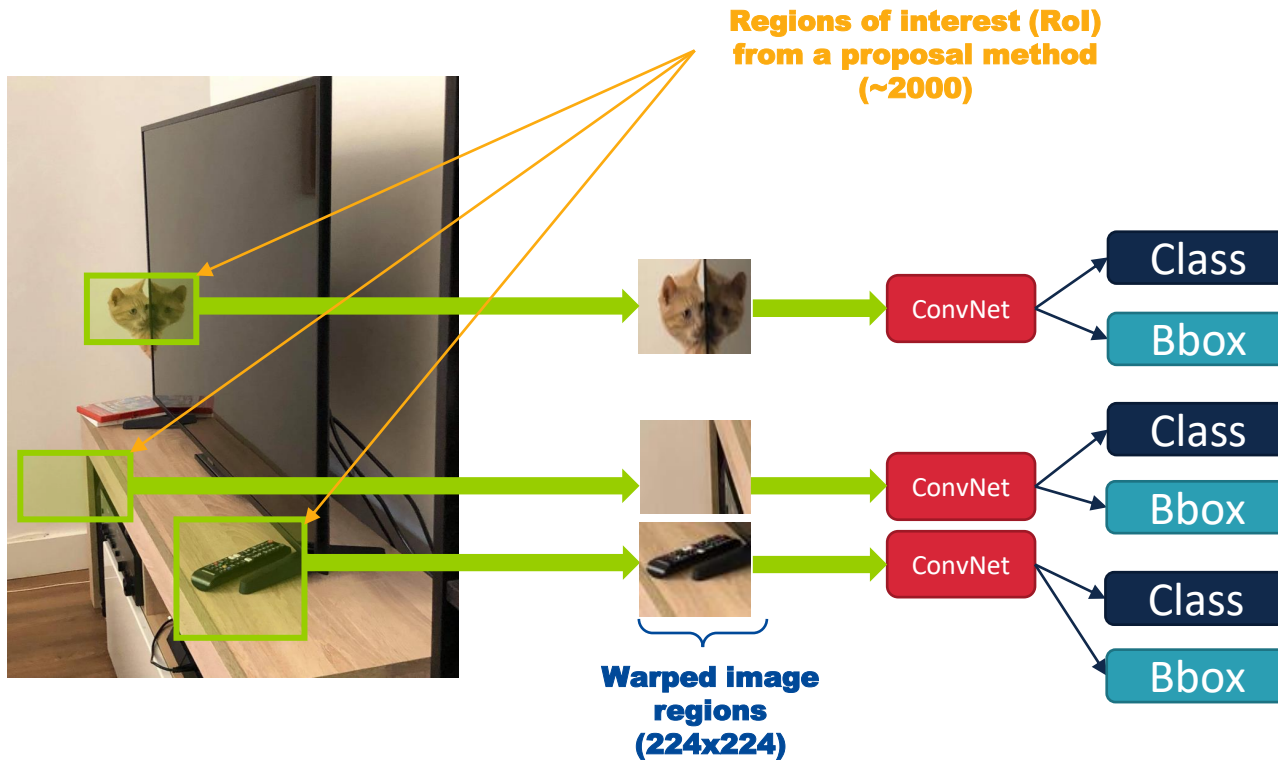 Regions of interest (RoI)
from a proposal method
(~2000)
ConvNet
Class
Bbox
ConvNet
Class
Bbox
ConvNet
Class
Bbox
Warped image
regions
(224x224)